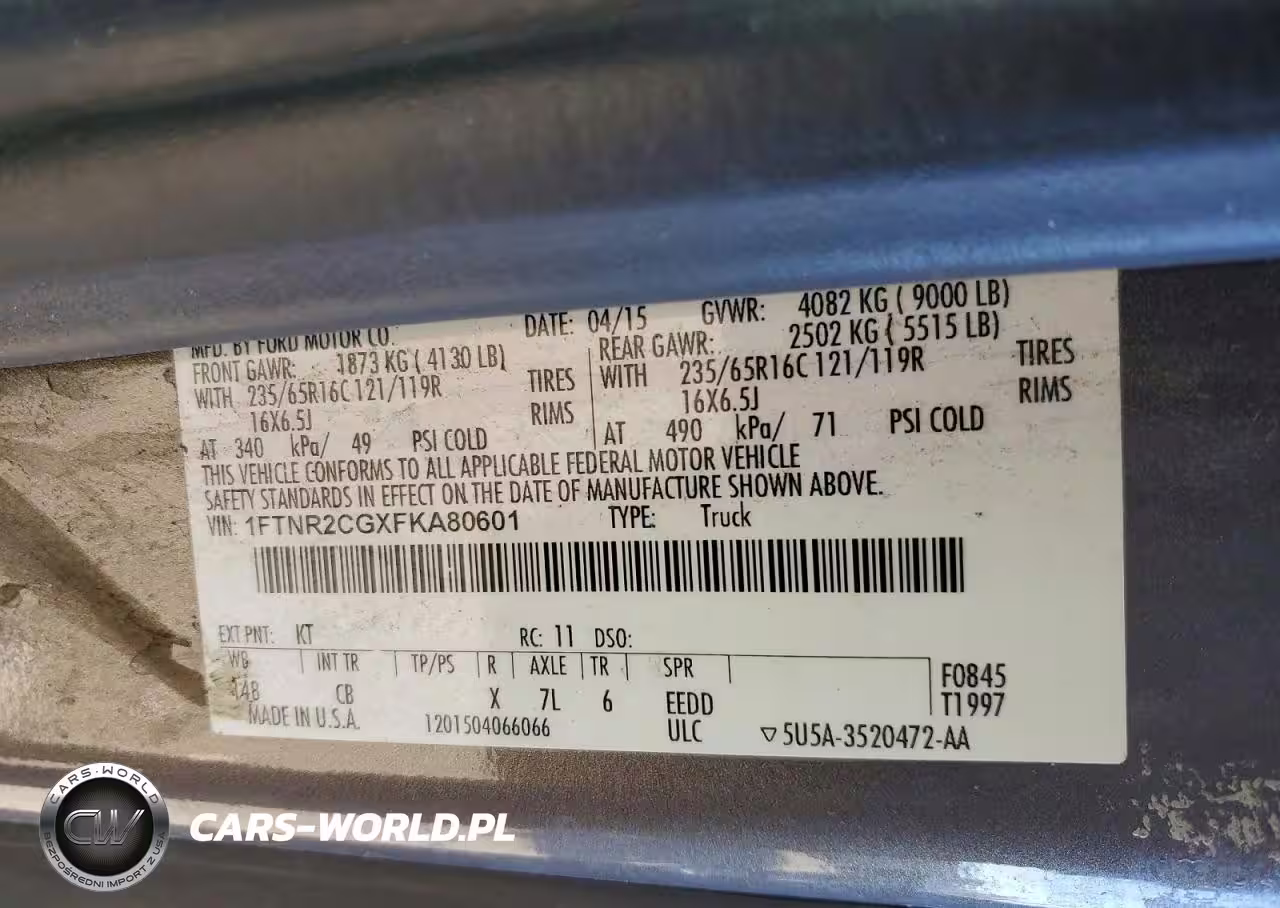 MFD. BY FORD MOTOR CO. DATE: 04/15 GVWR: 4082 KG ( 9000 LB)
FRONT GAWR: 1873 KG ( 4130 LB) REAR GAWR: 2502 KG ( 5515 LB)
WITH 235/65R16C 121/119R TIRES WITH 235/65R16C 121/119R TIRES
16X6.5J RIMS 16X6.5J RIMS
AT 340 kPa/ 49 PSI COLD AT 490 kPa/ 71 PSI COLD
THIS VEHICLE CONFORMS TO ALL APPLICABLE FEDERAL MOTOR VEHICLE
SAFETY STANDARDS IN EFFECT ON THE DATE OF MANUFACTURE SHOWN ABOVE.
VIN: 1FTNR2CGXFKA80601 TYPE: Truck
EXT PNT: KT RC: 11 DSO:
WB INT TR TP/PS R AXLE TR SPR F0845
148 CB X 7L 6 EEDD T1997
MADE IN U.S.A. 1201504066066 ULC ▽5U5A-3520472-AA
CARS-WORLD
CW
BEZPOŚREDNI IMPORT Z USA
CARS-WORLD.PL